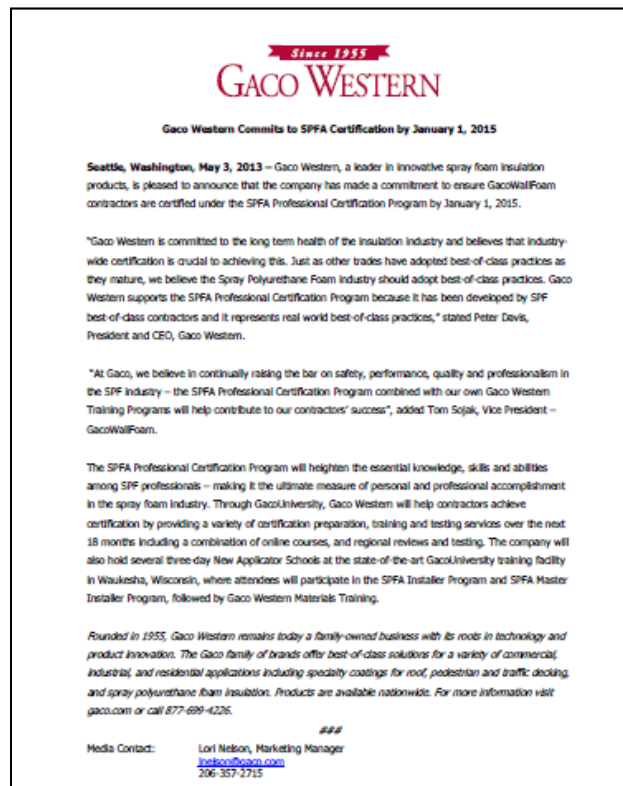 Since 1955
GACO WESTERN
Gaco Western Commits to SPFA Certification by January 1, 2015
Seattle, Washington, May 3, 2013 – Gaco Western, a leader in innovative spray foam insulation
products, is pleased to announce that the company has made a commitment to ensure GacoWallFoam
contractors are certified under the SPFA Professional Certification Program by January 1, 2015.
"Gaco Western is committed to the long term health of the insulation industry and believes that industry-
wide certification is crucial to achieving this. Just as other trades have adopted best-of-class practices as
they mature, we believe the Spray Polyurethane Foam industry should adopt best-of-class practices. Gaco
Western supports the SPFA Professional Certification Program because it has been developed by SPF
best-of-class contractors and it represents real world best-of-class practices," stated Peter Davis,
President and CEO, Gaco Western.
"At Gaco, we believe in continually raising the bar on safety, performance, quality and professionalism in
the SPF industry – the SPFA Professional Certification Program combined with our own Gaco Western
Training Programs will help contribute to our contractors' success", added Tom Sojak, Vice President –
GacoWallFoam.
The SPFA Professional Certification Program will heighten the essential knowledge, skills and abilities
among SPF professionals – making it the ultimate measure of personal and professional accomplishment
in the spray foam industry. Through GacoUniversity, Gaco Western will help contractors achieve
certification by providing a variety of certification preparation, training and testing services over the next
18 months including a combination of online courses, and regional reviews and testing. The company will
also hold several three-day New Applicator Schools at the state-of-the-art GacoUniversity training facility
in Waukesha, Wisconsin, where attendees will participate in the SPFA Installer Program and SPFA Master
Installer Program, followed by Gaco Western Materials Training.
Founded in 1955, Gaco Western remains today a family-owned business with its roots in technology and
product innovation. The Gaco family of brands offer best-of-class solutions for a variety of commercial,
industrial, and residential applications including specialty coatings for roof, pedestrian and traffic decking,
and spray polyurethane foam insulation. Products are available nationwide. For more information visit
gaco.com or call 877-699-4226.
###
Media Contact: Lori Nelson, Marketing Manager
lnelson@gaco.com
206-357-2715